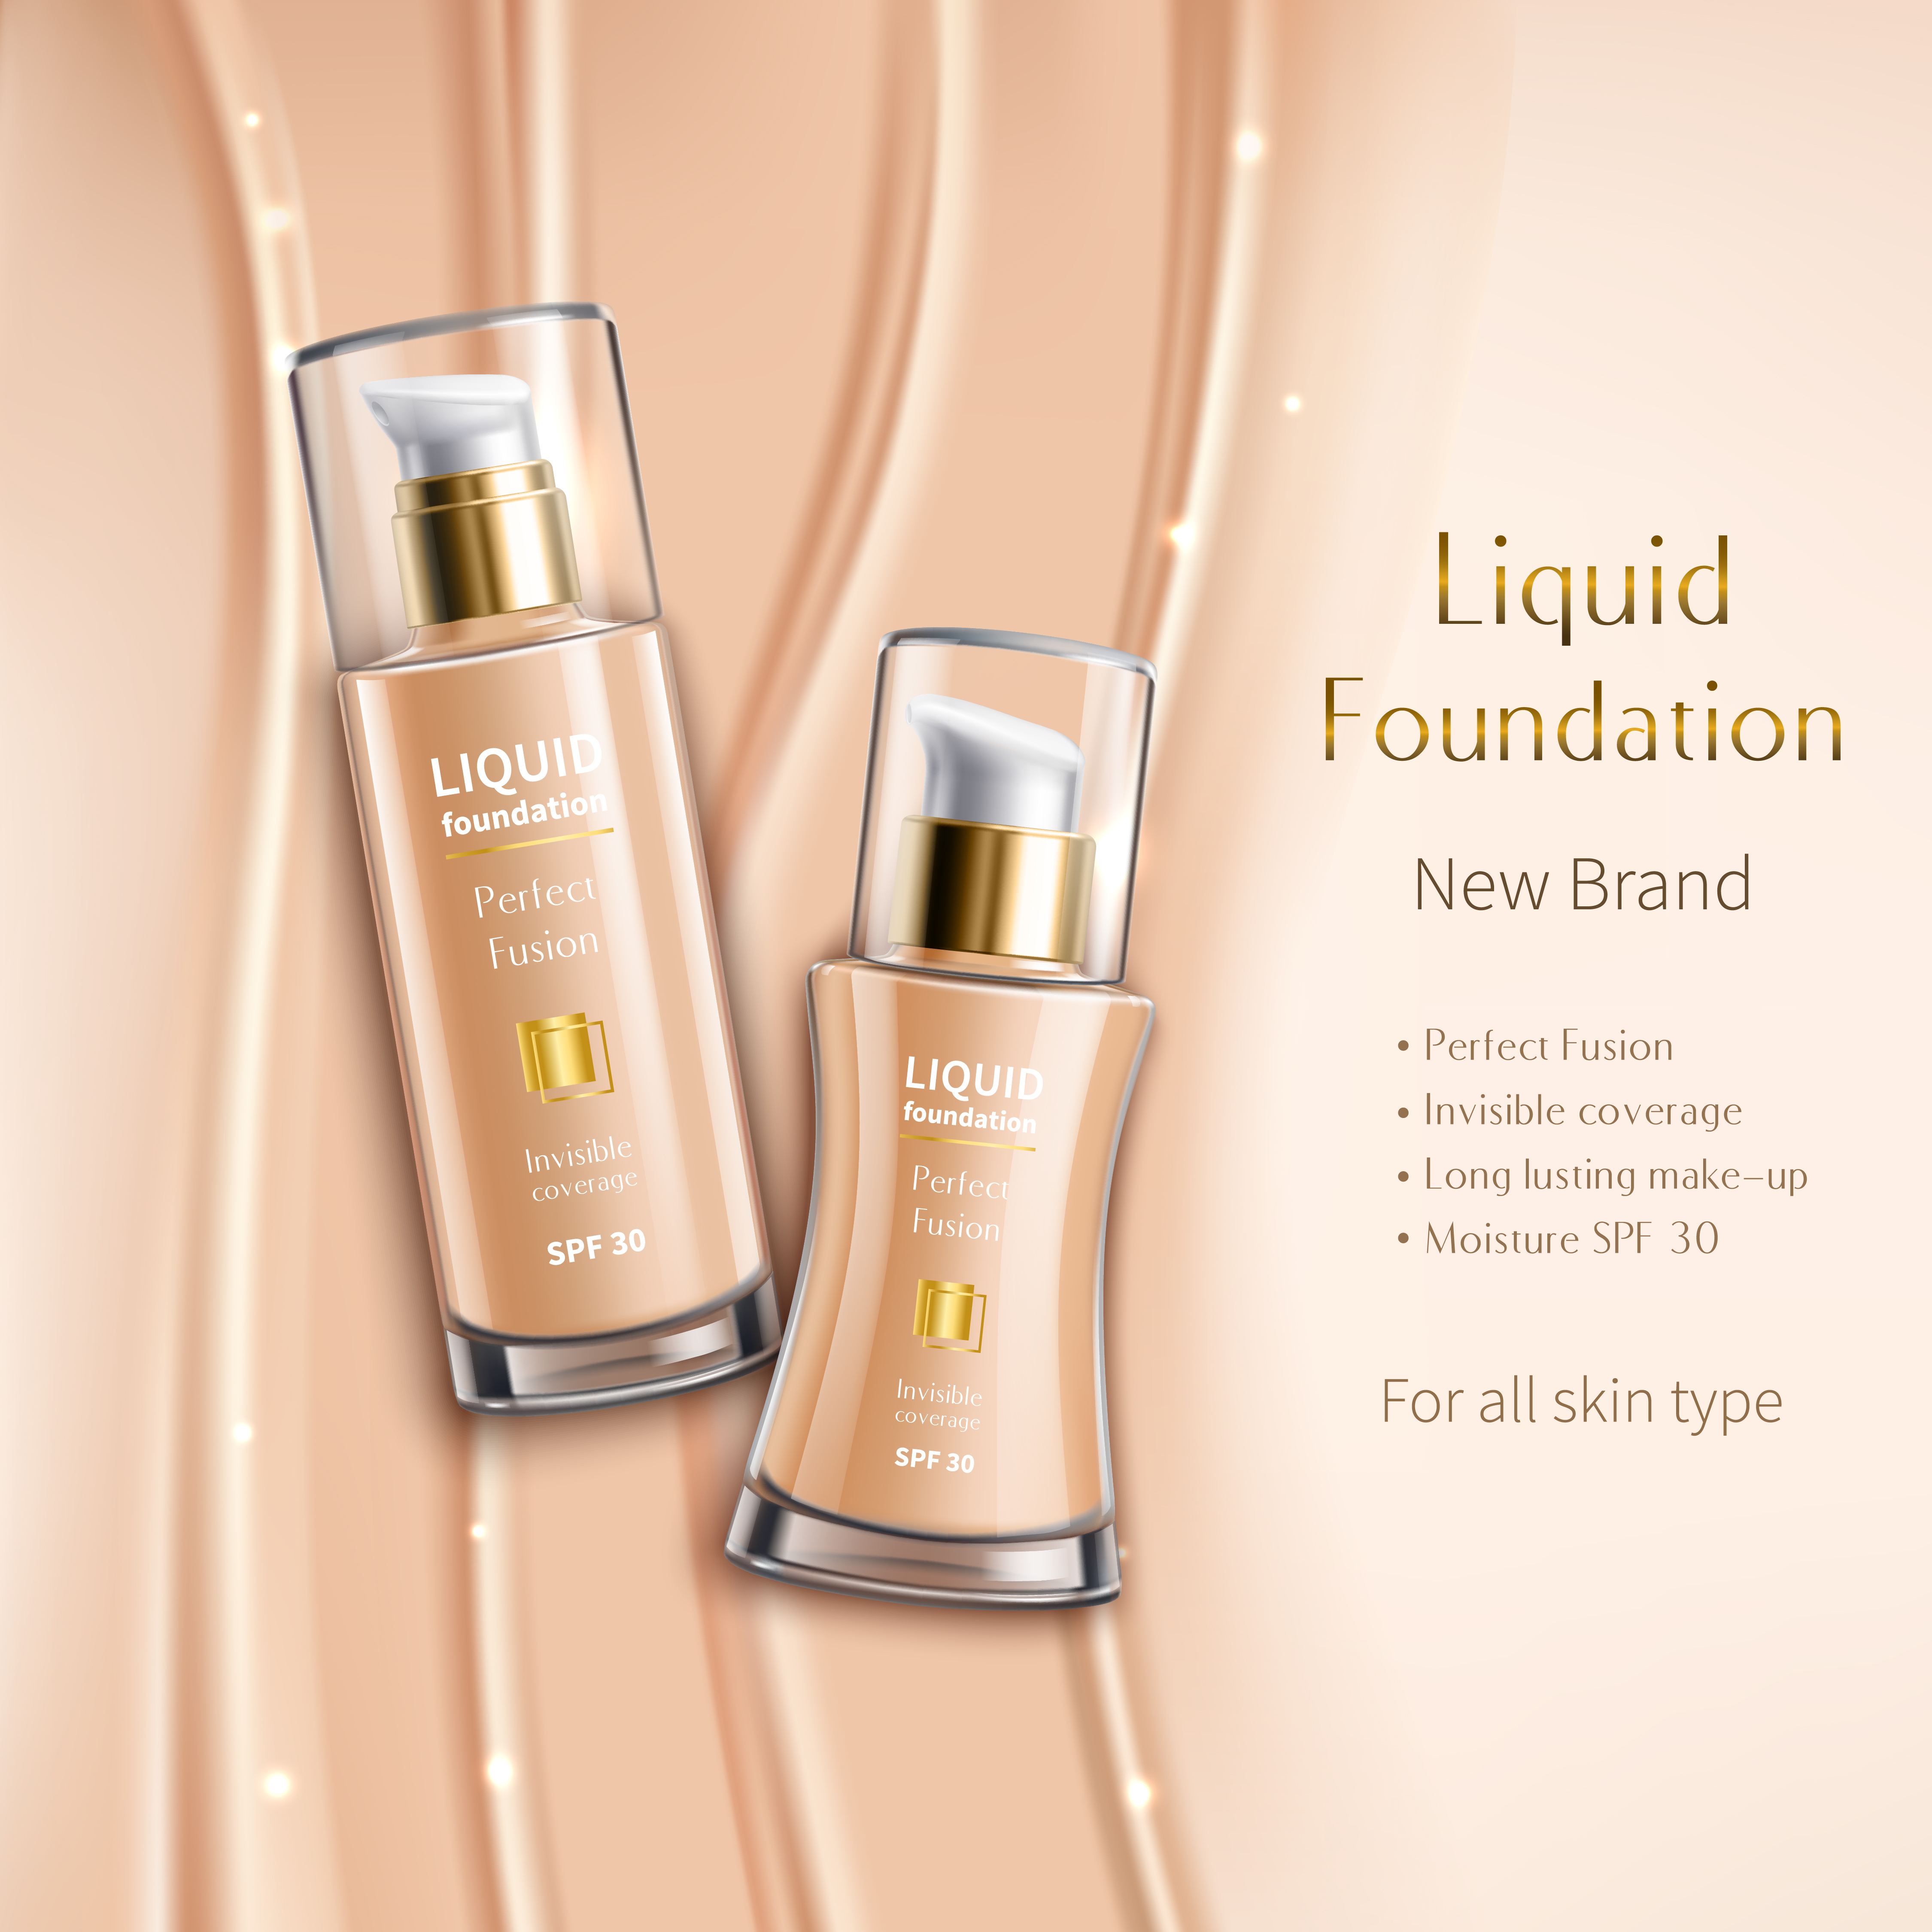 LIQUID
foundation
Perfect
Fusion
Invisible
coverage
SPF 30
LIQUID
foundation
Perfect
Fusion
Invisible
coverage
SPF 30
Liquid
Foundation
New Brand
• Perfect Fusion
• Invisible coverage
• Long lusting make-up
• Moisture SPF 30
For all skin type